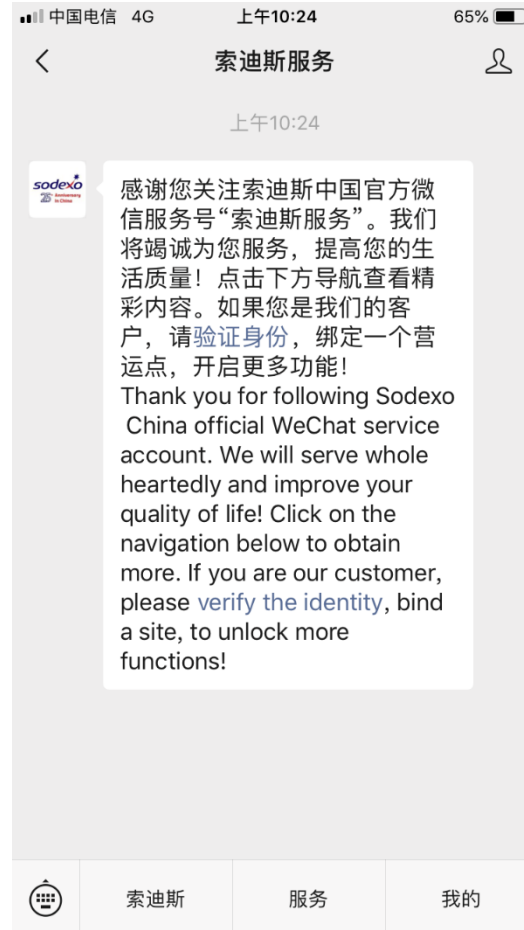 中国电信 4G 上午10:24 65%
索迪斯服务
上午10:24
sodexo
感谢您关注索迪斯中国官方微
信服务号“索迪斯服务”。我们
将竭诚为您服务，提高您的生
活质量！点击下方导航查看精
彩内容。如果您是我们的客
户，请验证身份，绑定一个营
运点，开启更多功能！
Thank you for following Sodexo
China official WeChat service
account. We will serve whole
heartedly and improve your
quality of life! Click on the
navigation below to obtain
more. If you are our customer,
please verify the identity, bind
a site, to unlock more
functions!
索迪斯 服务 我的